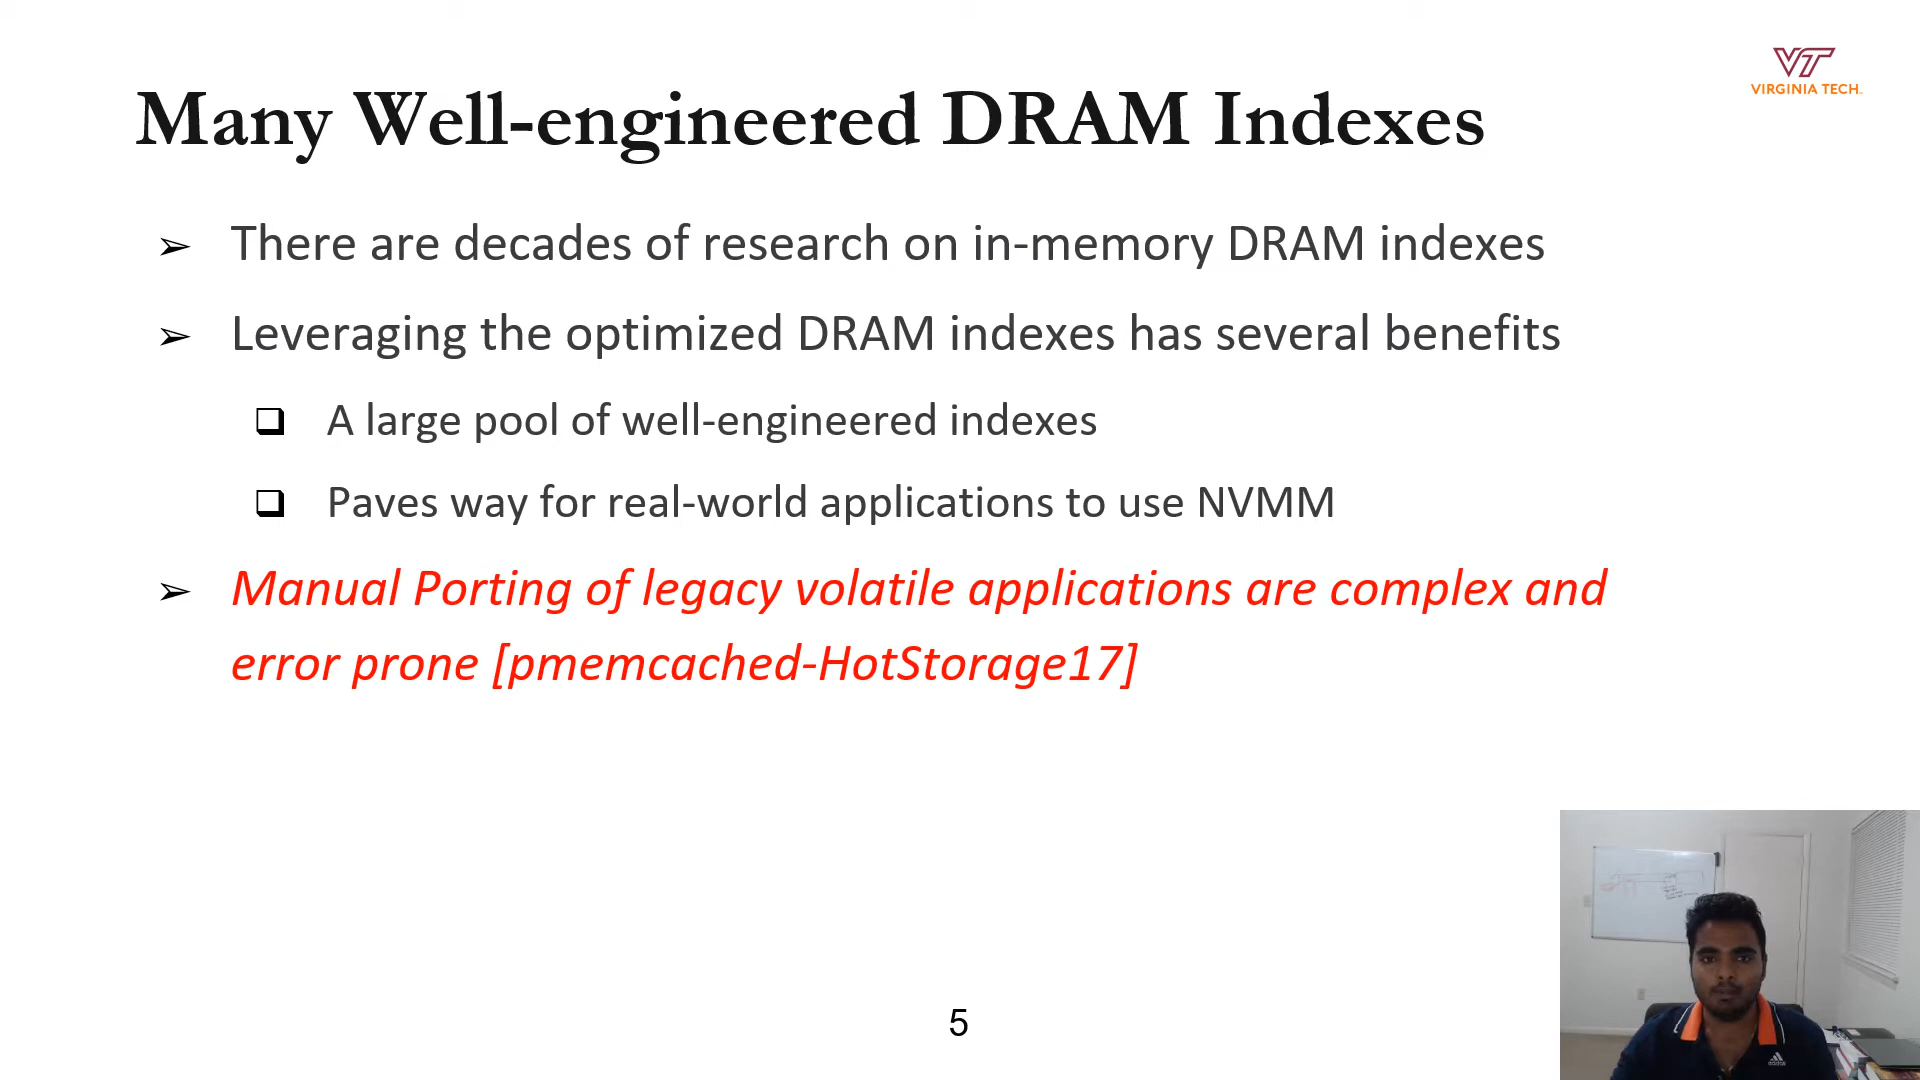 VT
VIRGINIA TECH
Many Well-engineered DRAM Indexes
➢ There are decades of research on in-memory DRAM indexes
➢ Leveraging the optimized DRAM indexes has several benefits
❑ A large pool of well-engineered indexes
❑ Paves way for real-world applications to use NVMM
➢ Manual Porting of legacy volatile applications are complex and
error prone [pmemcached-HotStorage17]
adidas
5